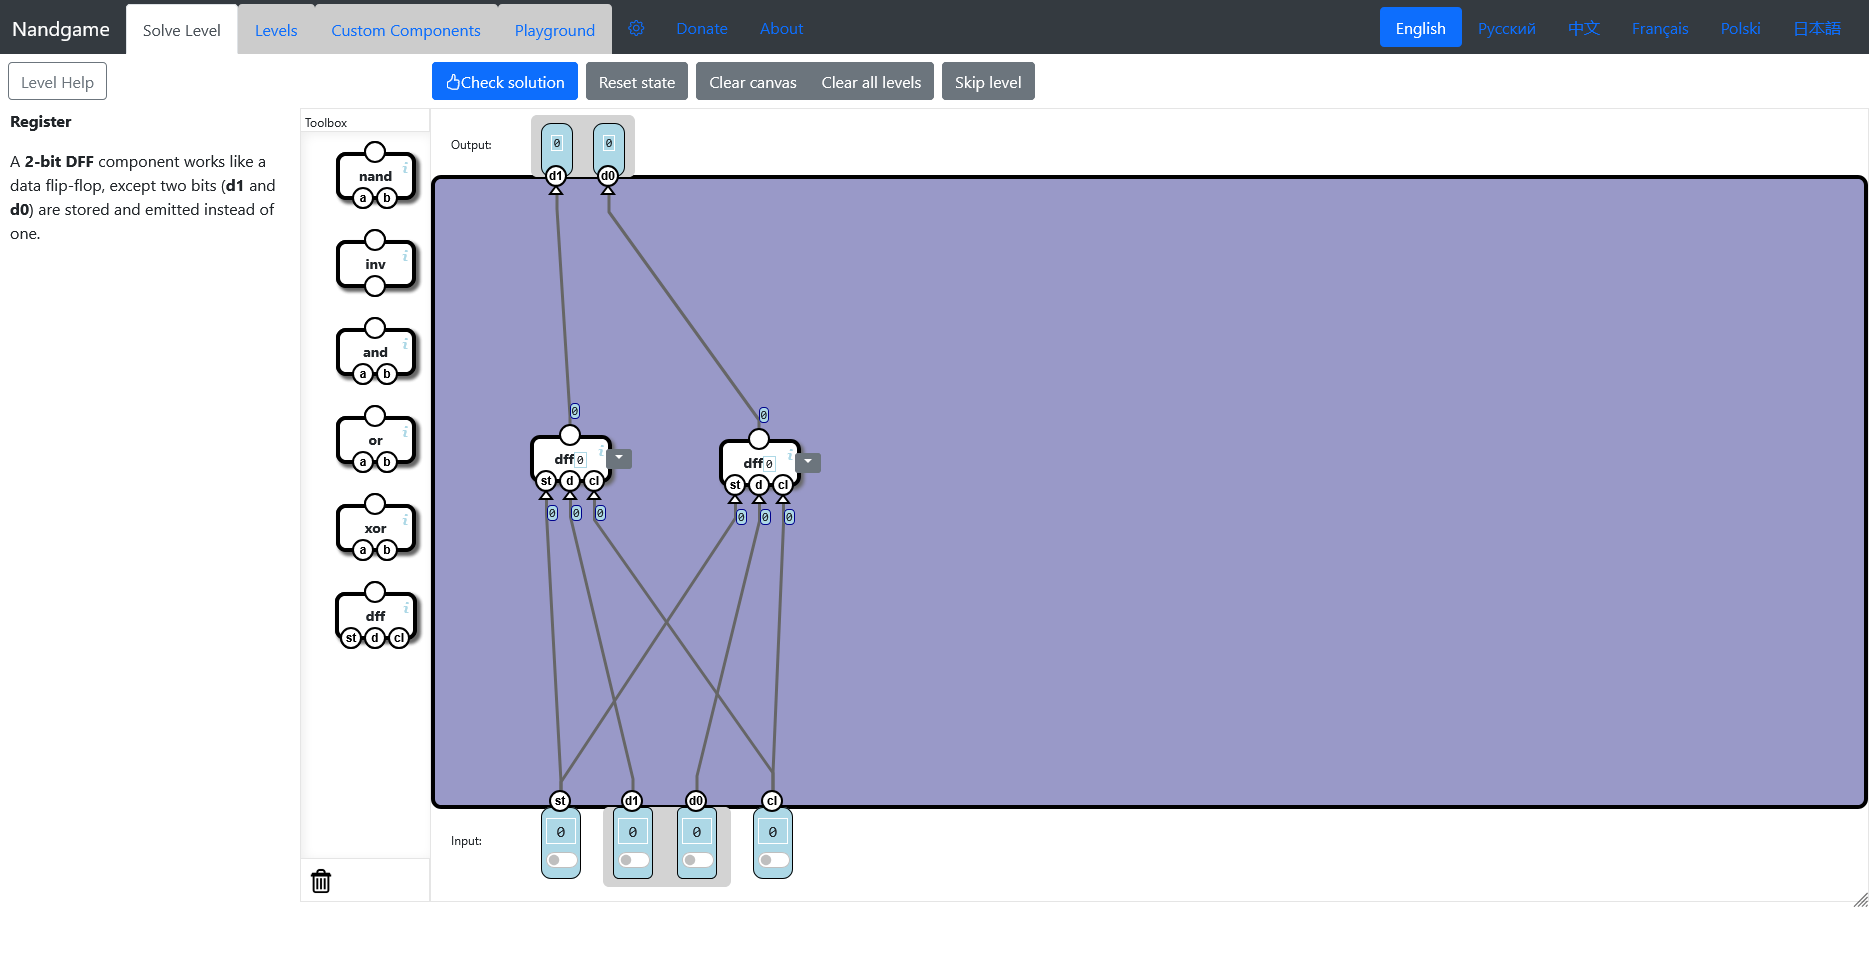 Nandgame
Solve Level
Levels
Custom Components
Playground
Donate
About
English
Русский
中文
Français
Polski
日本語
Level Help
Check solution
Reset state
Clear canvas
Clear all levels
Skip level
Register
A 2-bit DFF component works like a
data flip-flop, except two bits (d1 and
d0) are stored and emitted instead of
one.
Toolbox
nand
i
a b
inv
i
and
i
a b
or
i
a b
xor
i
a b
dff
i
st d cl
Output:
0 0
d1 d0
0 0
dff 0 i
dff 0 i
st d cl
st d cl
0 0 0
0 0 0
st d1 d0 cl
Input:
0 0 0 0